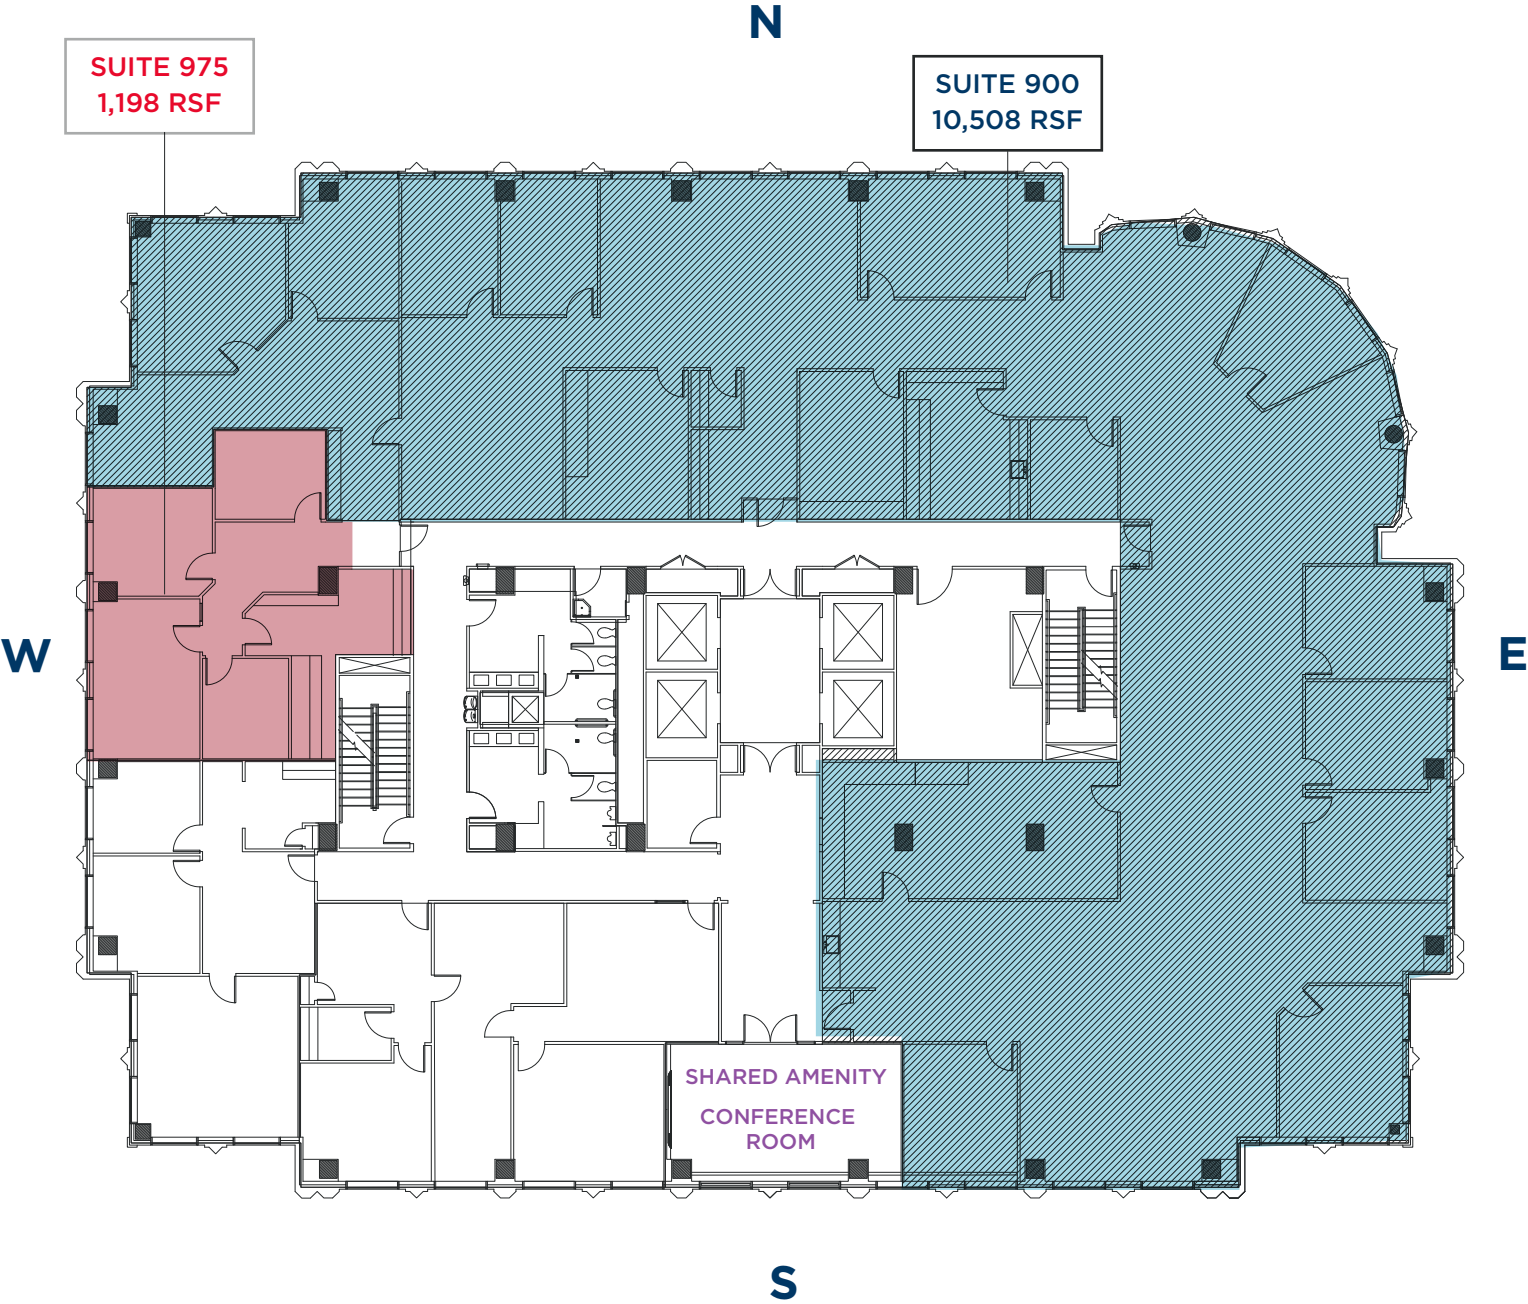 N
SUITE 975
1,198 RSF
SUITE 900
10,508 RSF
W
E
SHARED AMENITY
CONFERENCE
ROOM
S